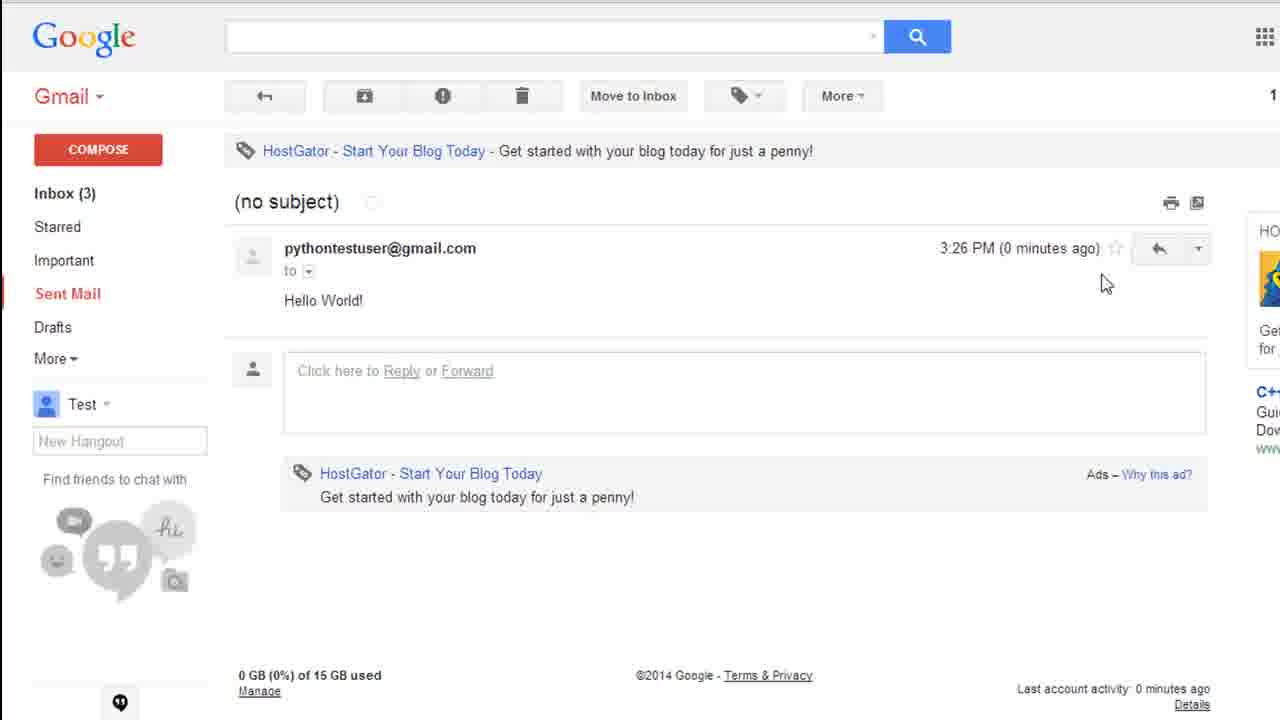 Google
Gmail
Move to Inbox
More
1
COMPOSE
HostGator - Start Your Blog Today - Get started with your blog today for just a penny!
Inbox (3)
Starred
Important
Sent Mail
Drafts
More
(no subject)
pythontestuser@gmail.com
3:26 PM (0 minutes ago)
to
Hello World!
Click here to Reply or Forward
Test
New Hangout
Find friends to chat with
hi
HostGator - Start Your Blog Today
Ads – Why this ad?
Get started with your blog today for just a penny!
HO
Get
for j
C++
Gui
Dow
www
0 GB (0%) of 15 GB used
Manage
©2014 Google - Terms & Privacy
Last account activity: 0 minutes ago
Details